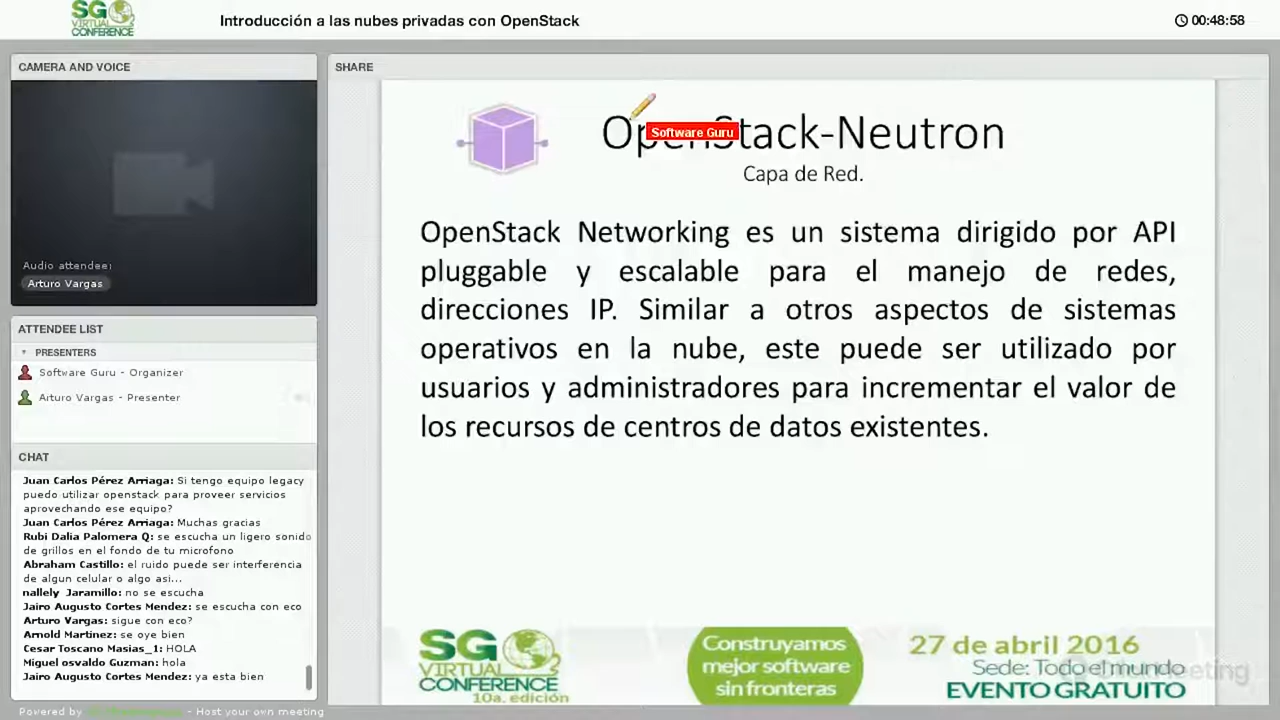 SG
VIRTUAL
CONFERENCE
Introducción a las nubes privadas con OpenStack
00:48:58
CAMERA AND VOICE
Audio attendee:
Arturo Vargas
ATTENDEE LIST
PRESENTERS
Software Guru - Organizer
Arturo Vargas - Presenter
CHAT
Juan Carlos Pérez Arriaga: Si tengo equipo legacy
puedo utilizar openstack para proveer servicios
aprovechando ese equipo?
Juan Carlos Pérez Arriaga: Muchas gracias
Rubi Dalia Palomera Q: se escucha un ligero sonido
de grillos en el fondo de tu microfono
Abraham Castillo: el ruido puede ser interferencia
de algun celular o algo asi...
nallely Jaramillo: no se escucha
Jairo Augusto Cortes Mendez: se escucha con eco
Arturo Vargas: sigue con eco?
Arnold Martinez: se oye bien
Cesar Toscano Masias_1: HOLA
Miguel osvaldo Guzman: hola
Jairo Augusto Cortes Mendez: ya esta bien
Powered by - Host your own meeting
SHARE
OpenStack-Neutron
Software Guru
Capa de Red.
OpenStack Networking es un sistema dirigido por API
pluggable y escalable para el manejo de redes,
direcciones IP. Similar a otros aspectos de sistemas
operativos en la nube, este puede ser utilizado por
usuarios y administradores para incrementar el valor de
los recursos de centros de datos existentes.
SG
VIRTUAL
CONFERENCE
10a. edición
Construyamos
mejor software
sin fronteras
27 de abril 2016
Sede: Todo el mundo
EVENTO GRATUITO